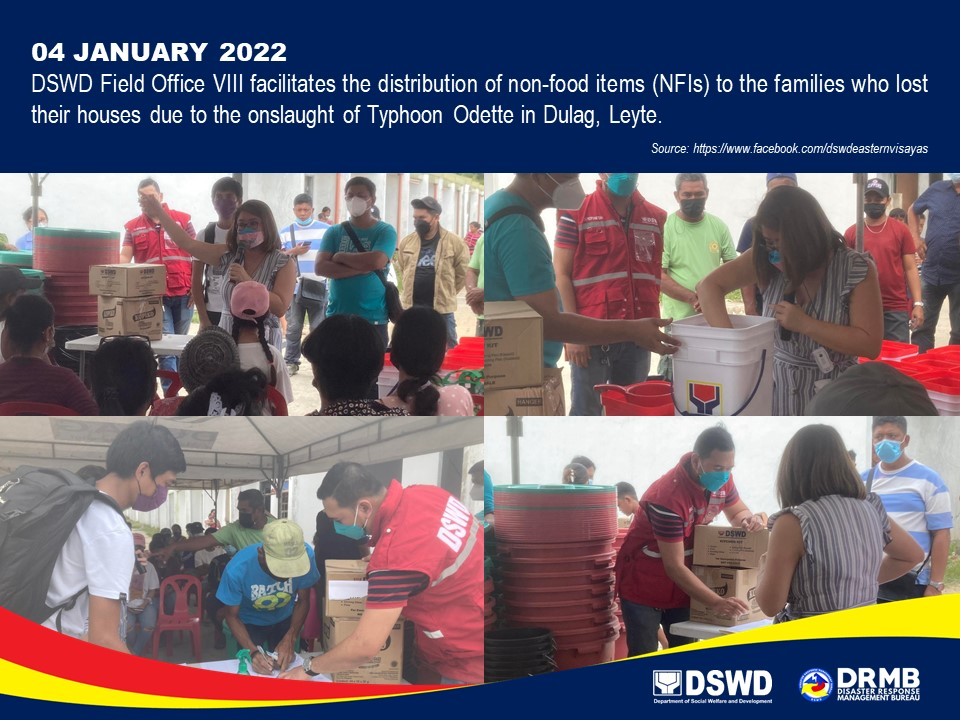 04 JANUARY 2022
DSWD Field Office VIII facilitates the distribution of non-food items (NFIs) to the families who lost
their houses due to the onslaught of Typhoon Odette in Dulag, Leyte.
Source: https://www.facebook.com/dswdeasternvisayas
DSWD
BATCH
DSWD
DSWD
Department of Social Welfare and Development
DRMB
DISASTER RESPONSE
MANAGEMENT BUREAU